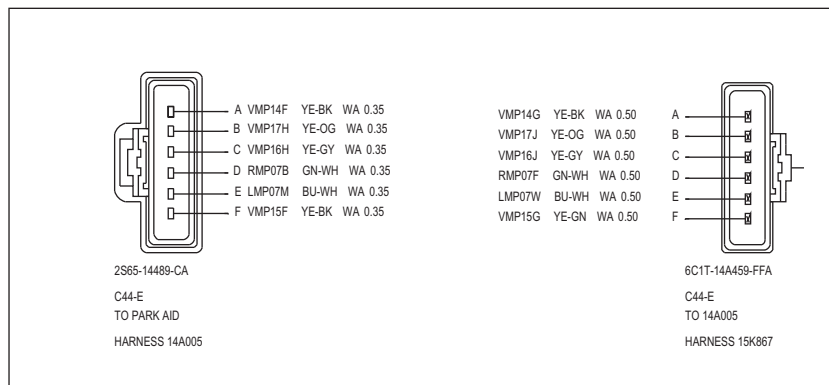 A VMP14F YE-BK WA 0.35
B VMP17H YE-OG WA 0.35
C VMP16H YE-GY WA 0.35
D RMP07B GN-WH WA 0.35
E LMP07M BU-WH WA 0.35
F VMP15F YE-BK WA 0.35
2S65-14489-CA
C44-E
TO PARK AID
HARNESS 14A005
VMP14G YE-BK WA 0.50 A
VMP17J YE-OG WA 0.50 B
VMP16J YE-GY WA 0.50 C
RMP07F GN-WH WA 0.50 D
LMP07W BU-WH WA 0.50 E
VMP15G YE-GN WA 0.50 F
6C1T-14A459-FFA
C44-E
TO 14A005
HARNESS 15K867